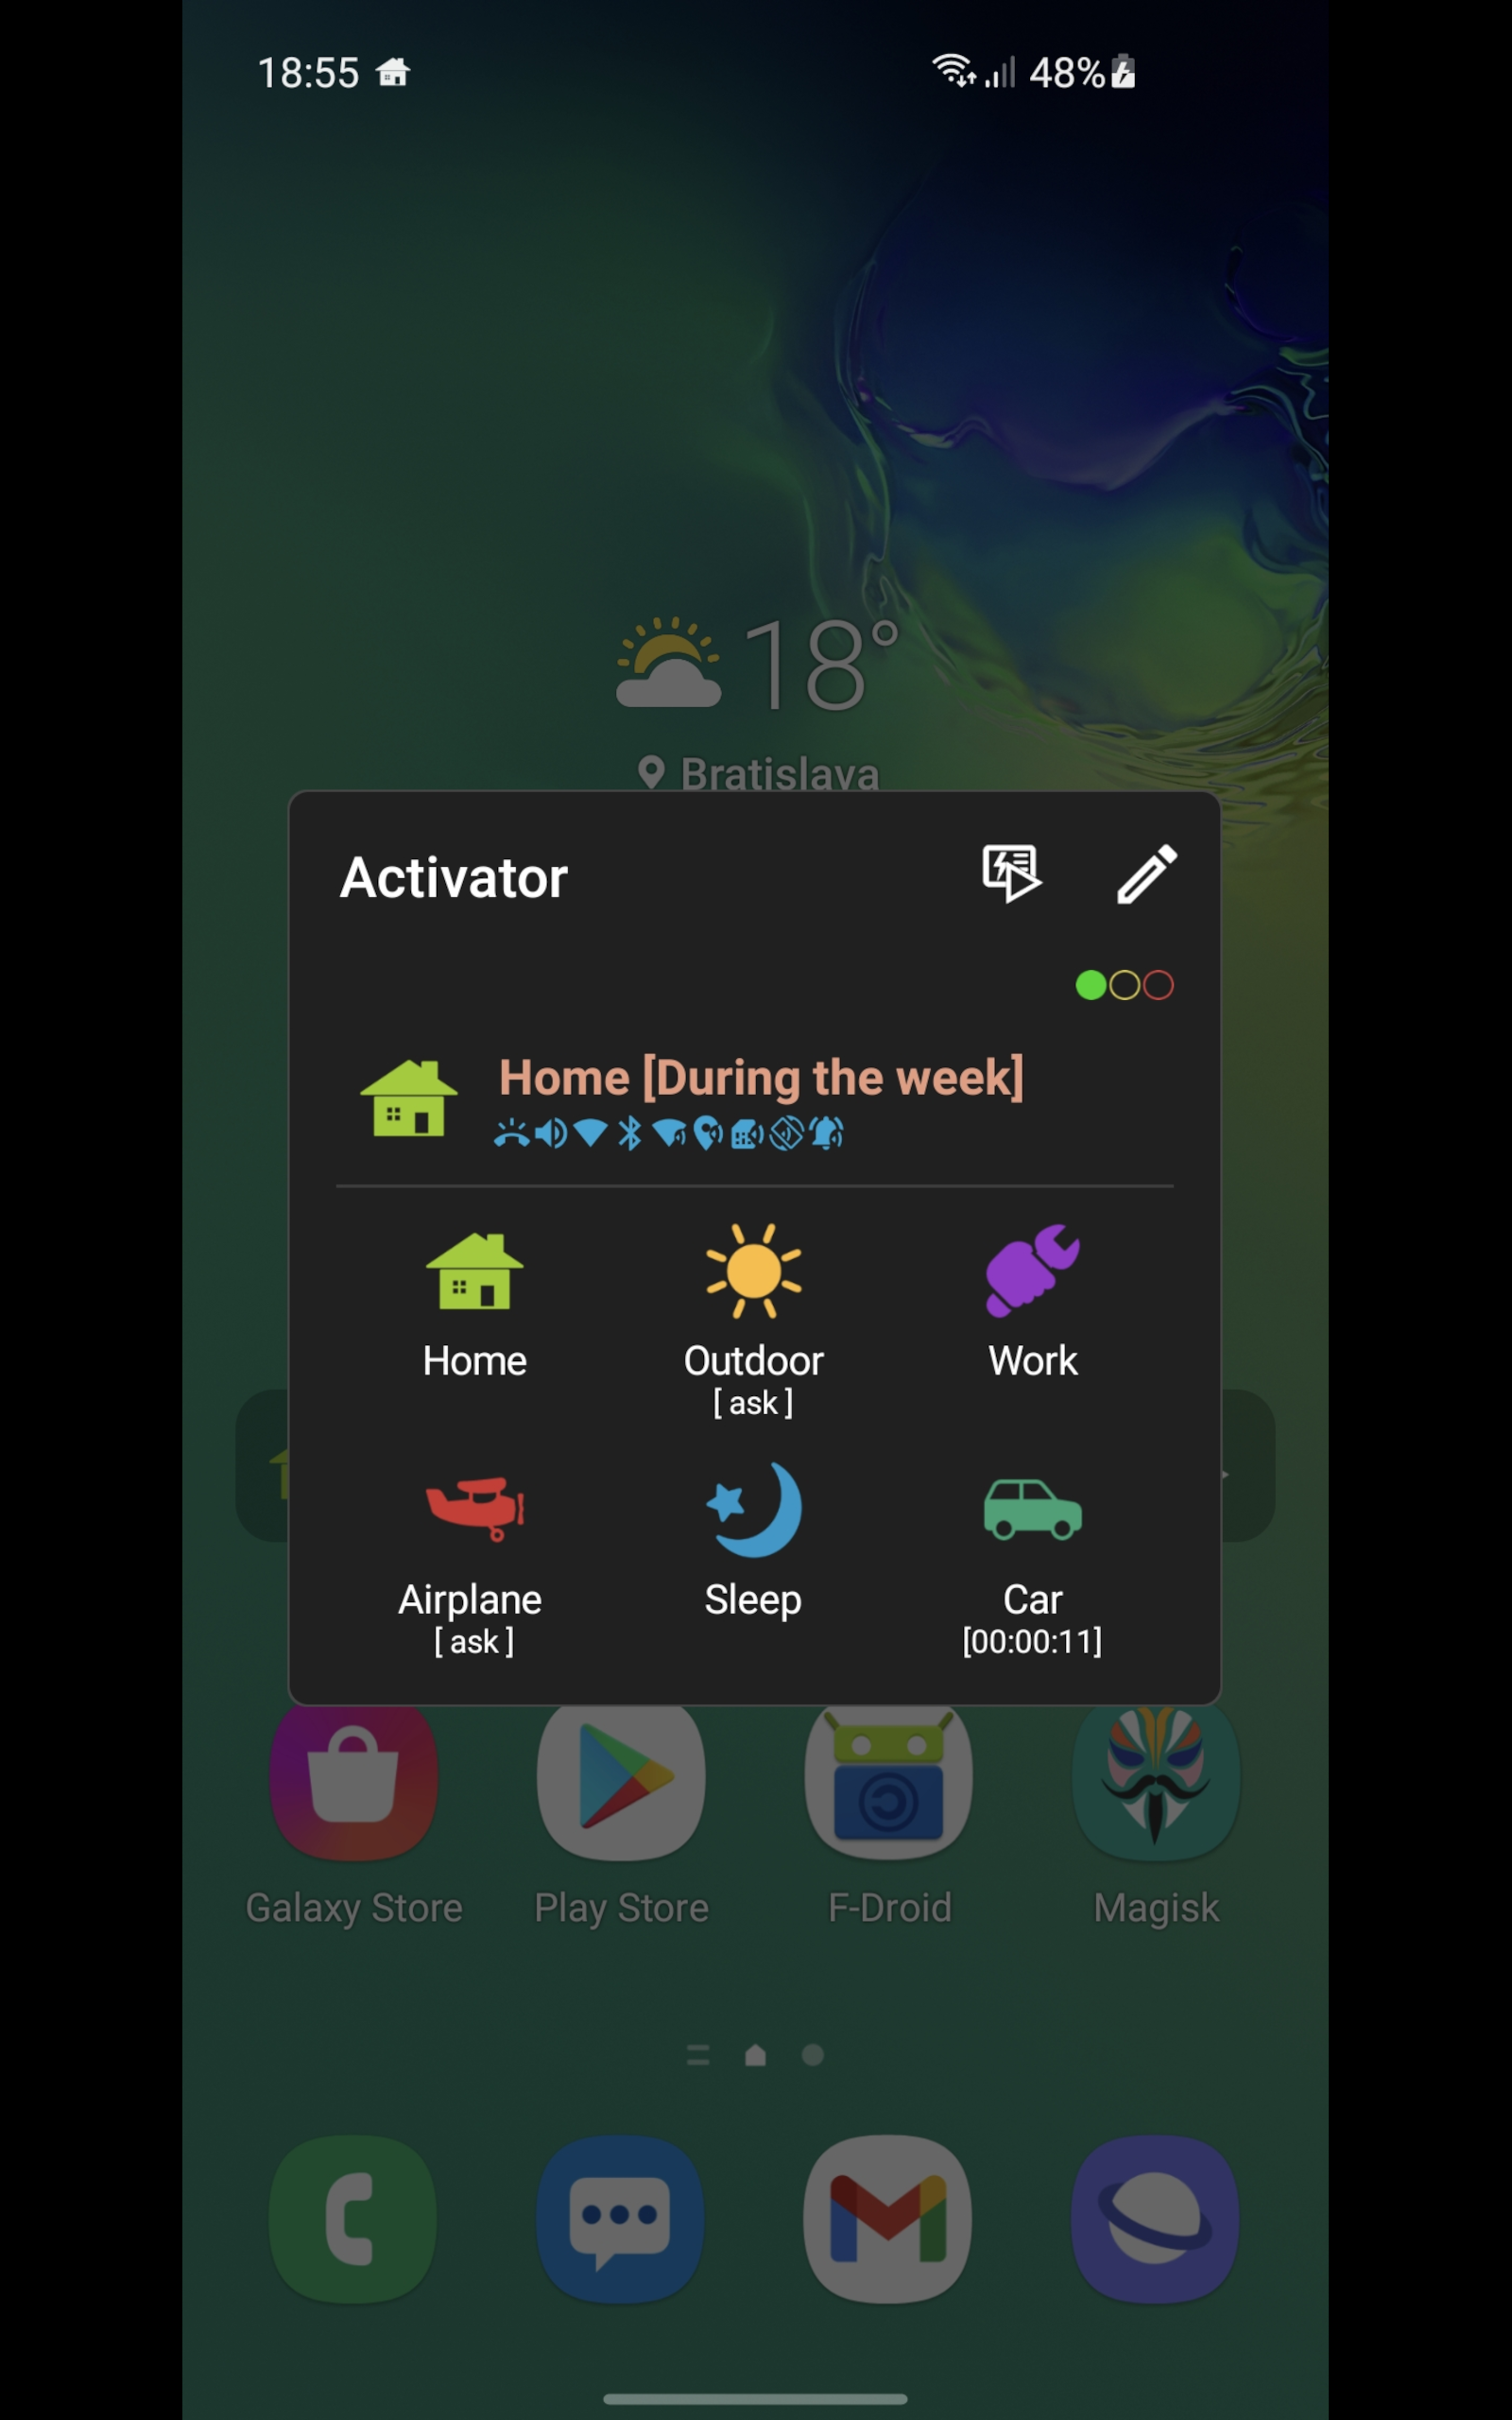 18:55
48%
18°
Bratislava
Activator
Home [During the week]
Home
Outdoor
[ ask ]
Work
Airplane
[ ask ]
Sleep
Car
[00:00:11]
Galaxy Store
Play Store
F-Droid
Magisk